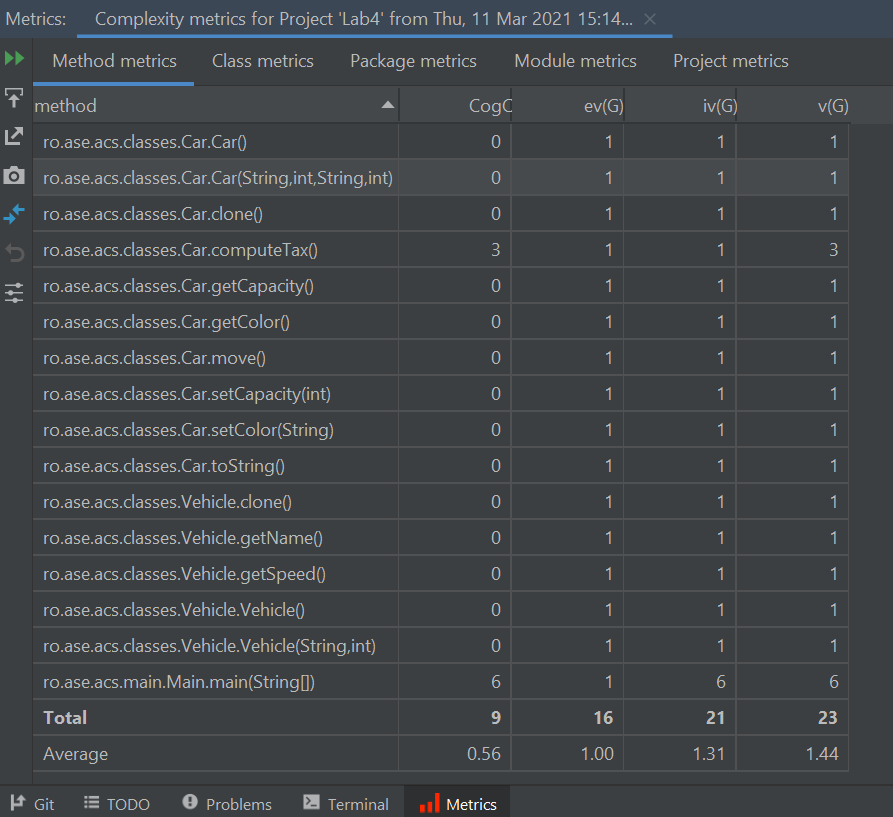 Metrics: Complexity metrics for Project 'Lab4' from Thu, 11 Mar 2021 15:14...
Method metrics Class metrics Package metrics Module metrics Project metrics
method CogC ev(G) iv(G) v(G)
ro.ase.acs.classes.Car.Car() 0 1 1 1
ro.ase.acs.classes.Car.Car(String,int,String,int) 0 1 1 1
ro.ase.acs.classes.Car.clone() 0 1 1 1
ro.ase.acs.classes.Car.computeTax() 3 1 1 3
ro.ase.acs.classes.Car.getCapacity() 0 1 1 1
ro.ase.acs.classes.Car.getColor() 0 1 1 1
ro.ase.acs.classes.Car.move() 0 1 1 1
ro.ase.acs.classes.Car.setCapacity(int) 0 1 1 1
ro.ase.acs.classes.Car.setColor(String) 0 1 1 1
ro.ase.acs.classes.Car.toString() 0 1 1 1
ro.ase.acs.classes.Vehicle.clone() 0 1 1 1
ro.ase.acs.classes.Vehicle.getName() 0 1 1 1
ro.ase.acs.classes.Vehicle.getSpeed() 0 1 1 1
ro.ase.acs.classes.Vehicle.Vehicle() 0 1 1 1
ro.ase.acs.classes.Vehicle.Vehicle(String,int) 0 1 1 1
ro.ase.acs.main.Main.main(String[]) 6 1 6 6
Total 9 16 21 23
Average 0.56 1.00 1.31 1.44
Git TODO Problems Terminal Metrics